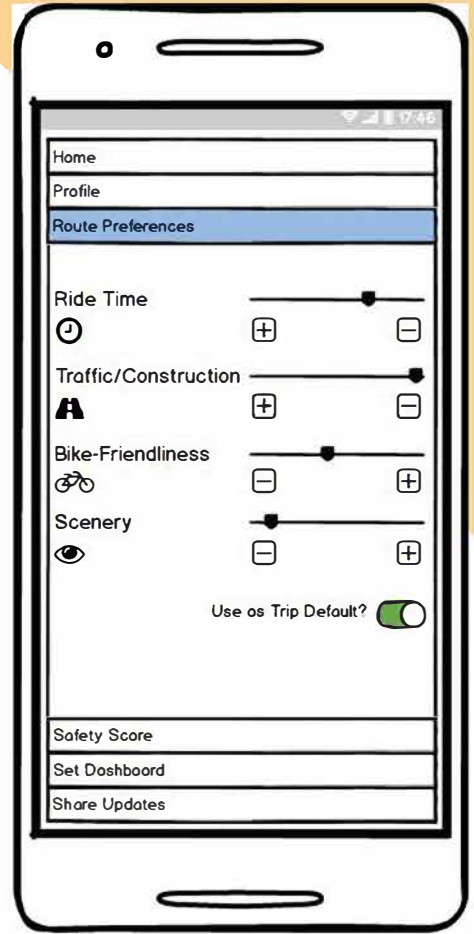 17:46
Home
Profile
Route Preferences
Ride Time
+ −
Traffic/Construction
+ −
Bike-Friendliness
− +
Scenery
− +
Use as Trip Default?
Safety Score
Set Dashboard
Share Updates